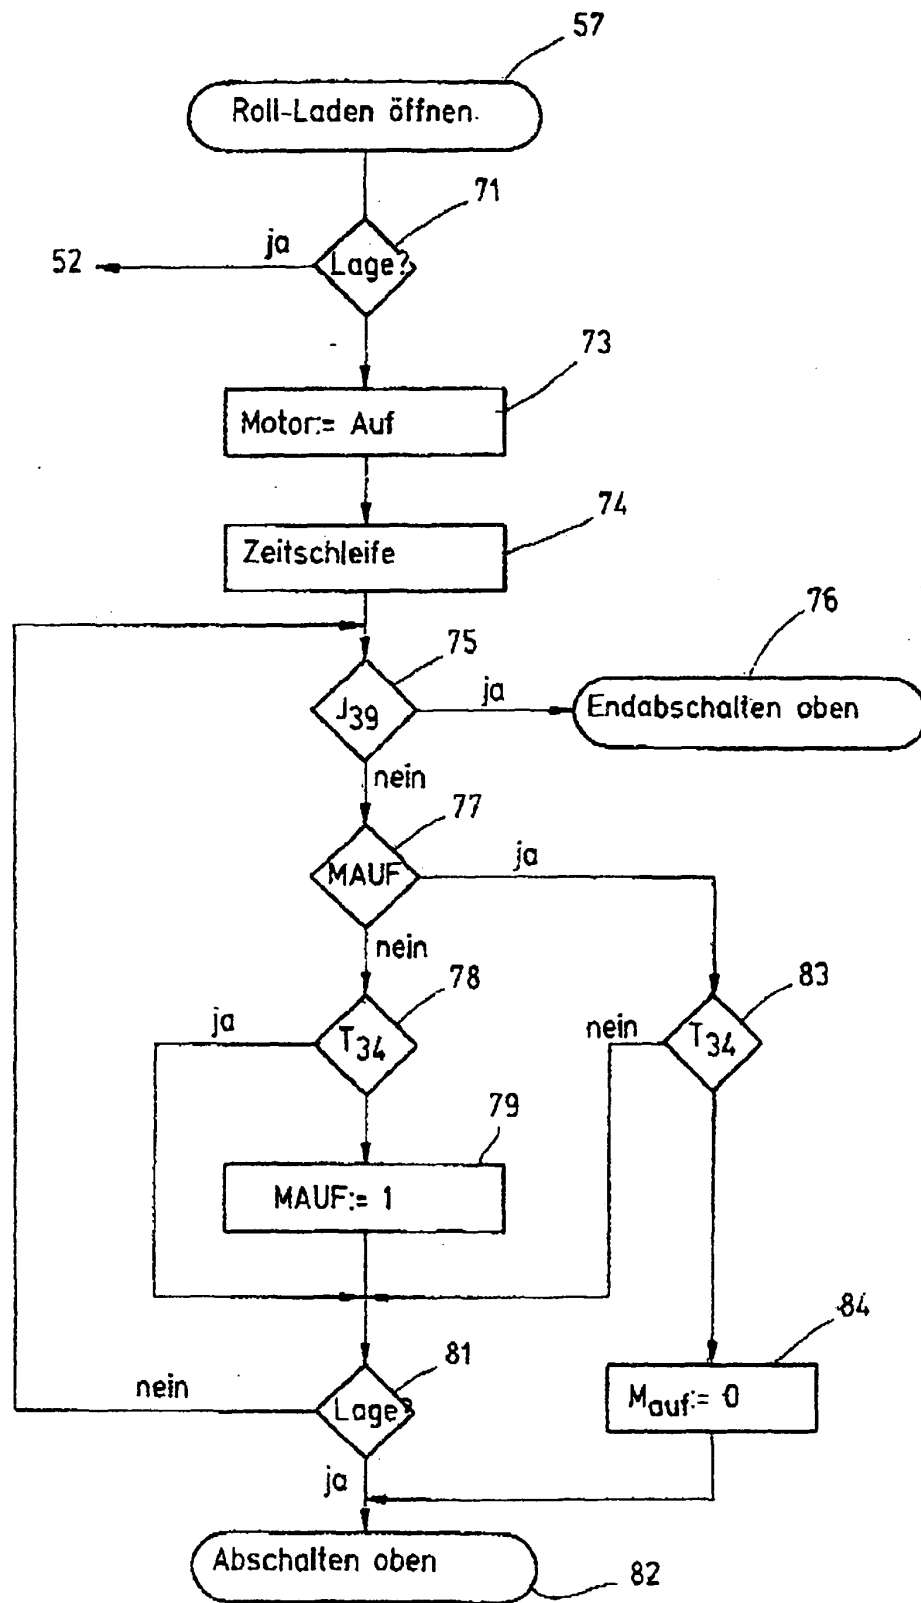 57
Roll-Laden öffnen.
71
ja
Lage?
52
73
Motor:= Auf
74
Zeitschleife
76
75
ja
J39
Endabschalten oben
nein
77
ja
MAUF
nein
78
83
ja
nein
T34
T34
79
MAUF:= 1
84
81
nein
Lage?
Mauf:= 0
ja
Abschalten oben
82